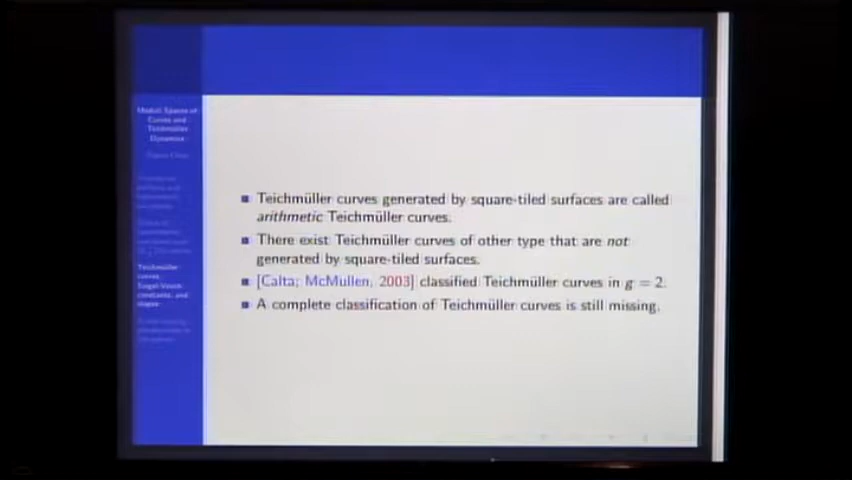 Moduli Spaces of
Curves and
Teichmüller
Dynamics
Teichmüller
curves,
Siegel-Veech
constants, and
slopes
Teichmüller curves generated by square-tiled surfaces are called
arithmetic Teichmüller curves.
There exist Teichmüller curves of other type that are not
generated by square-tiled surfaces.
[Calta; McMullen, 2003] classified Teichmüller curves in g = 2.
A complete classification of Teichmüller curves is still missing.